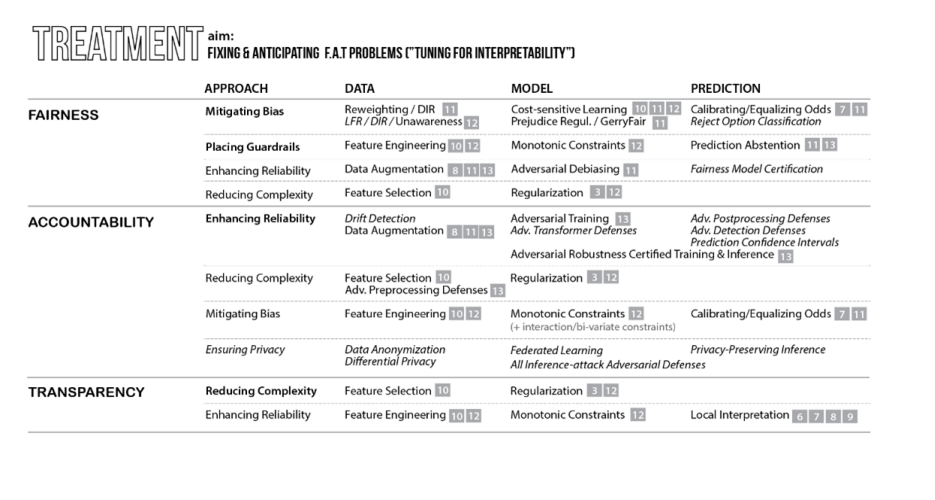 TREATMENT aim:
FIXING & ANTICIPATING F.A.T PROBLEMS ("TUNING FOR INTERPRETABILITY")
APPROACH DATA MODEL PREDICTION
FAIRNESS Mitigating Bias Reweighting / DIR 11 Cost-sensitive Learning 10 11 12 Calibrating/Equalizing Odds 7 11
LFR / DIR / Unawareness 12 Prejudice Regul. / GerryFair 11 Reject Option Classification
Placing Guardrails Feature Engineering 10 12 Monotonic Constraints 12 Prediction Abstention 11 13
Enhancing Reliability Data Augmentation 8 11 13 Adversarial Debiasing 11 Fairness Model Certification
Reducing Complexity Feature Selection 10 Regularization 3 12
ACCOUNTABILITY Enhancing Reliability Drift Detection Adversarial Training 13 Adv. Postprocessing Defenses
Data Augmentation 8 11 13 Adv. Transformer Defenses Adv. Detection Defenses
Prediction Confidence Intervals
Adversarial Robustness Certified Training & Inference 13
Reducing Complexity Feature Selection 10 Regularization 3 12
Adv. Preprocessing Defenses 13
Mitigating Bias Feature Engineering 10 12 Monotonic Constraints 12 Calibrating/Equalizing Odds 7 11
(+ interaction/bi-variate constraints)
Ensuring Privacy Data Anonymization Federated Learning Privacy-Preserving Inference
Differential Privacy All Inference-attack Adversarial Defenses
TRANSPARENCY Reducing Complexity Feature Selection 10 Regularization 3 12
Enhancing Reliability Feature Engineering 10 12 Monotonic Constraints 12 Local Interpretation 6 7 8 9